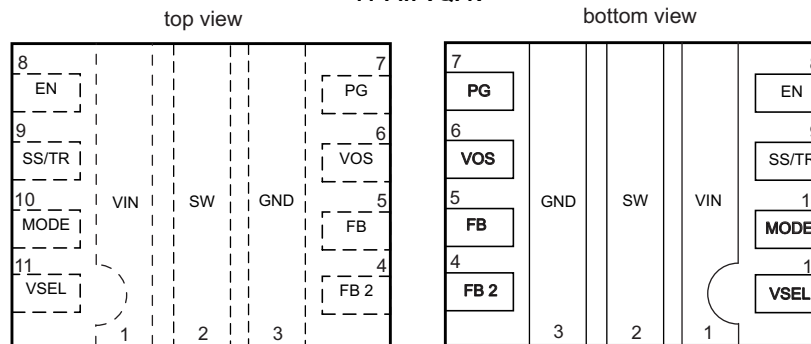 top view
bottom view
8
7
EN
PG
9
6
SS/TR
VOS
10
5
VIN
SW
GND
MODE
FB
11
4
VSEL
FB 2
1
2
3
7
PG
EN
6
VOS
5
GND
SW
VIN
FB
MODE
4
FB 2
VSEL
3
2
1